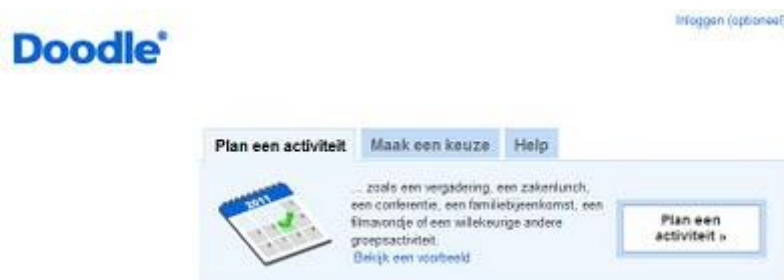 Inloggen (optioneel)
Doodle®
Plan een activiteit Maak een keuze Help
2011
... zoals een vergadering, een zakenlunch,
een conferentie, een familiebijeenkomst, een
filmavondje of een willekeurige andere
groepsactiviteit.
Bekijk een voorbeeld
Plan een
activiteit »